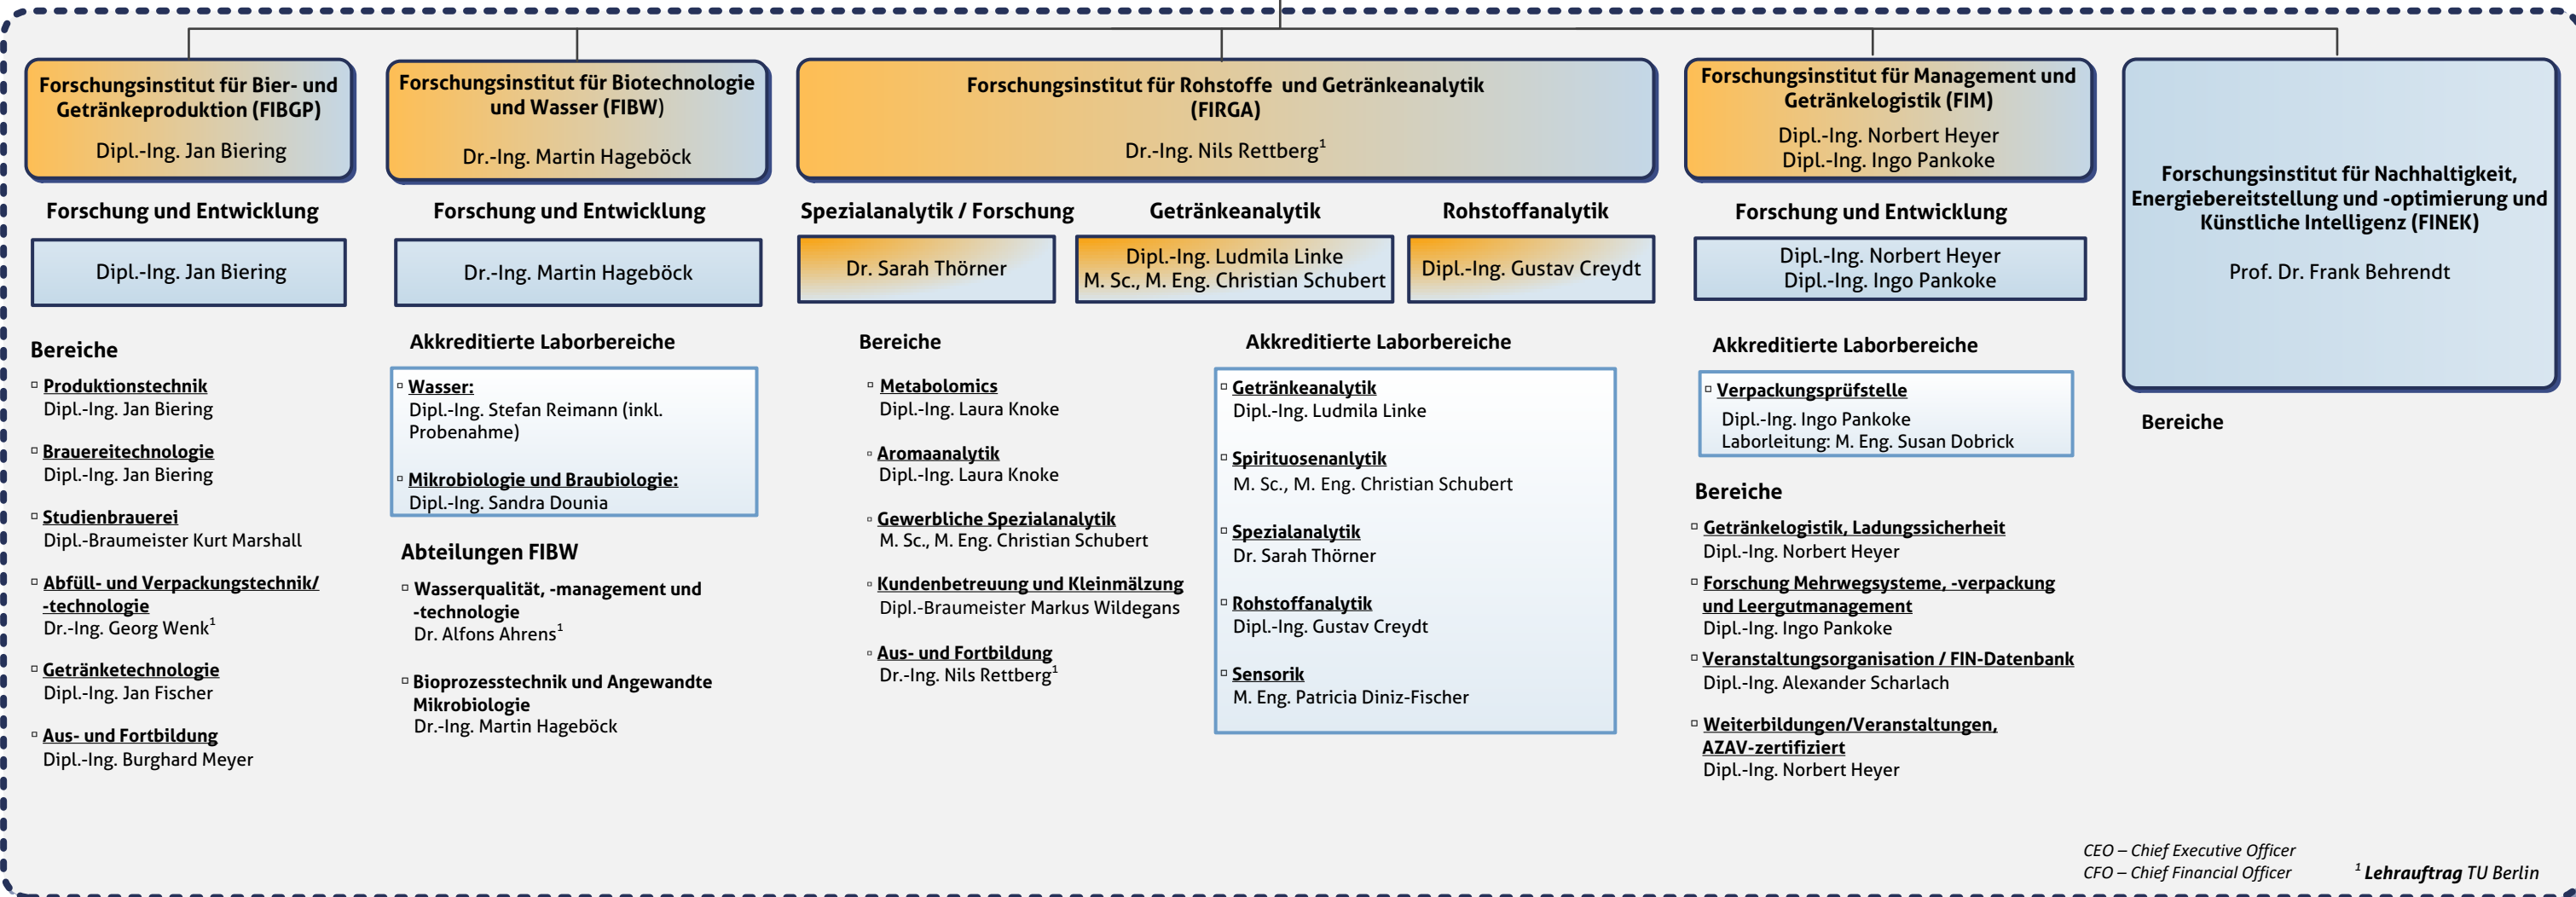 Forschungsinstitut für Bier- und
Getränkeproduktion (FIBGP)
Dipl.-Ing. Jan Biering
Forschung und Entwicklung
Dipl.-Ing. Jan Biering
Bereiche
Produktionstechnik
Dipl.-Ing. Jan Biering
Brauereitechnologie
Dipl.-Ing. Jan Biering
Studienbrauerei
Dipl.-Braumeister Kurt Marshall
Abfüll- und Verpackungstechnik/
-technologie
Dr.-Ing. Georg Wenk¹
Getränketechnologie
Dipl.-Ing. Jan Fischer
Aus- und Fortbildung
Dipl.-Ing. Burghard Meyer
Forschungsinstitut für Biotechnologie
und Wasser (FIBW)
Dr.-Ing. Martin Hageböck
Forschung und Entwicklung
Dr.-Ing. Martin Hageböck
Akkreditierte Laborbereiche
Wasser:
Dipl.-Ing. Stefan Reimann (inkl.
Probenahme)
Mikrobiologie und Braubiologie:
Dipl.-Ing. Sandra Dounia
Abteilungen FIBW
Wasserqualität, -management und
-technologie
Dr. Alfons Ahrens¹
Bioprozesstechnik und Angewandte
Mikrobiologie
Dr.-Ing. Martin Hageböck
Forschungsinstitut für Rohstoffe und Getränkeanalytik
(FIRGA)
Dr.-Ing. Nils Rettberg¹
Spezialanalytik / Forschung
Dr. Sarah Thörner
Getränkeanalytik
Dipl.-Ing. Ludmila Linke
M. Sc., M. Eng. Christian Schubert
Rohstoffanalytik
Dipl.-Ing. Gustav Creydt
Bereiche
Metabolomics
Dipl.-Ing. Laura Knoke
Aromaanalytik
Dipl.-Ing. Laura Knoke
Gewerbliche Spezialanalytik
M. Sc., M. Eng. Christian Schubert
Kundenbetreuung und Kleinmälzung
Dipl.-Braumeister Markus Wildegans
Aus- und Fortbildung
Dr.-Ing. Nils Rettberg¹
Akkreditierte Laborbereiche
Getränkeanalytik
Dipl.-Ing. Ludmila Linke
Spirituosenanlytik
M. Sc., M. Eng. Christian Schubert
Spezialanalytik
Dr. Sarah Thörner
Rohstoffanalytik
Dipl.-Ing. Gustav Creydt
Sensorik
M. Eng. Patricia Diniz-Fischer
Forschungsinstitut für Management und
Getränkelogistik (FIM)
Dipl.-Ing. Norbert Heyer
Dipl.-Ing. Ingo Pankoke
Forschung und Entwicklung
Dipl.-Ing. Norbert Heyer
Dipl.-Ing. Ingo Pankoke
Akkreditierte Laborbereiche
Verpackungsprüfstelle
Dipl.-Ing. Ingo Pankoke
Laborleitung: M. Eng. Susan Dobrick
Bereiche
Getränkelogistik, Ladungssicherheit
Dipl.-Ing. Norbert Heyer
Forschung Mehrwegsysteme, -verpackung
und Leergutmanagement
Dipl.-Ing. Ingo Pankoke
Veranstaltungsorganisation / FIN-Datenbank
Dipl.-Ing. Alexander Scharlach
Weiterbildungen/Veranstaltungen,
AZAV-zertifiziert
Dipl.-Ing. Norbert Heyer
Forschungsinstitut für Nachhaltigkeit,
Energiebereitstellung und -optimierung und
Künstliche Intelligenz (FINEK)
Prof. Dr. Frank Behrendt
Bereiche
CEO – Chief Executive Officer
CFO – Chief Financial Officer
¹ Lehrauftrag TU Berlin